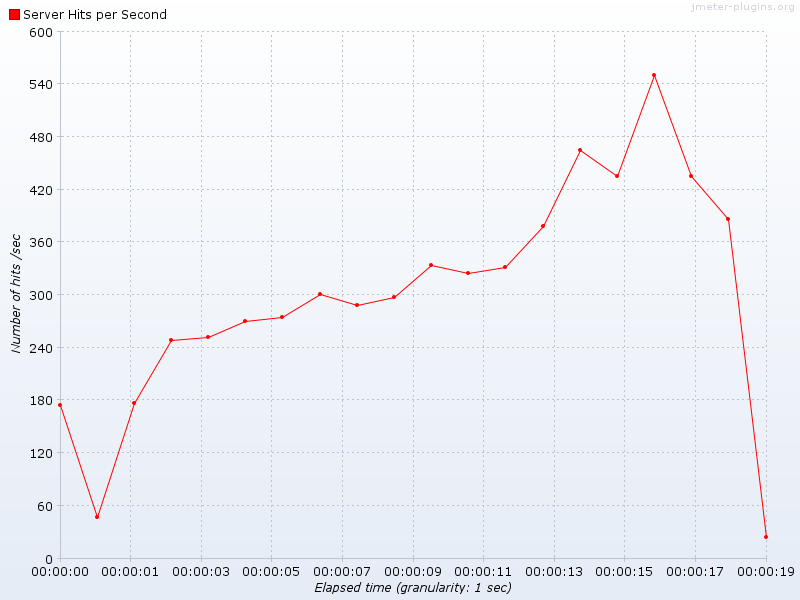 jmeter-plugins.org
Server Hits per Second
600
540
480
420
360
300
240
180
120
60
0
Number of hits /sec
00:00:00 00:00:01 00:00:03 00:00:05 00:00:07 00:00:09 00:00:11 00:00:13 00:00:15 00:00:17 00:00:19
Elapsed time (granularity: 1 sec)